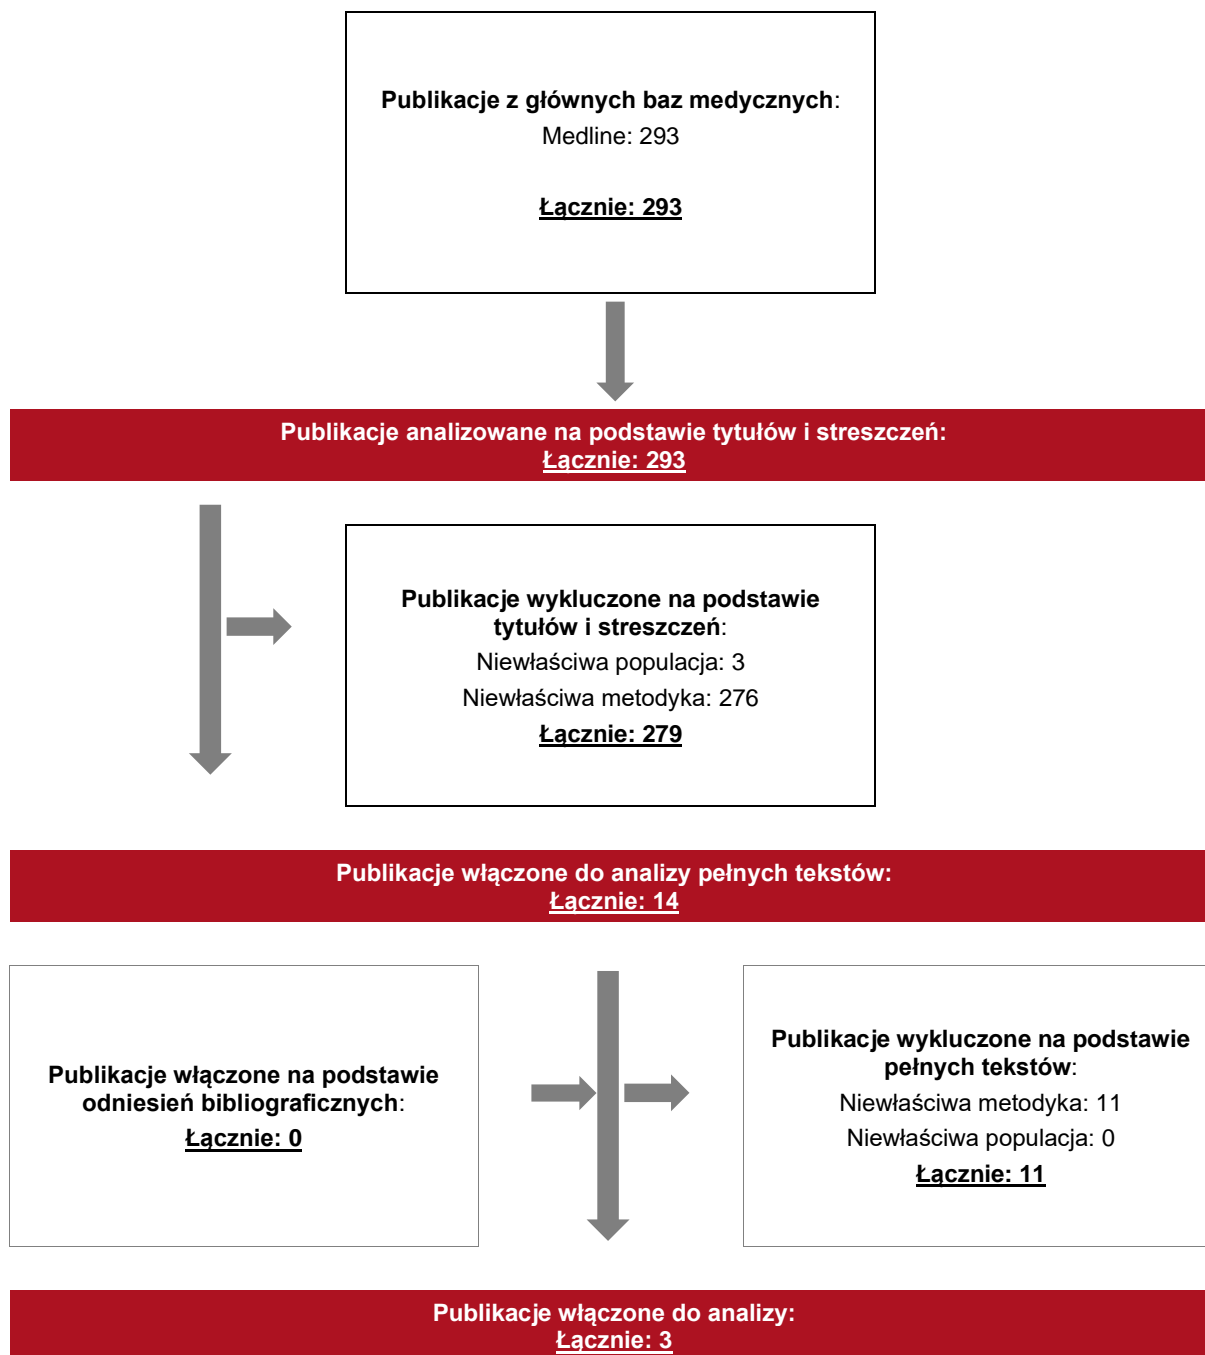 Publikacje z głównych baz medycznych:
Medline: 293
Łącznie: 293
Publikacje analizowane na podstawie tytułów i streszczeń:
Łącznie: 293
Publikacje wykluczone na podstawie
tytułów i streszczeń:
Niewłaściwa populacja: 3
Niewłaściwa metodyka: 276
Łącznie: 279
Publikacje włączone do analizy pełnych tekstów:
Łącznie: 14
Publikacje włączone na podstawie
odniesień bibliograficznych:
Łącznie: 0
Publikacje wykluczone na podstawie
pełnych tekstów:
Niewłaściwa metodyka: 11
Niewłaściwa populacja: 0
Łącznie: 11
Publikacje włączone do analizy:
Łącznie: 3